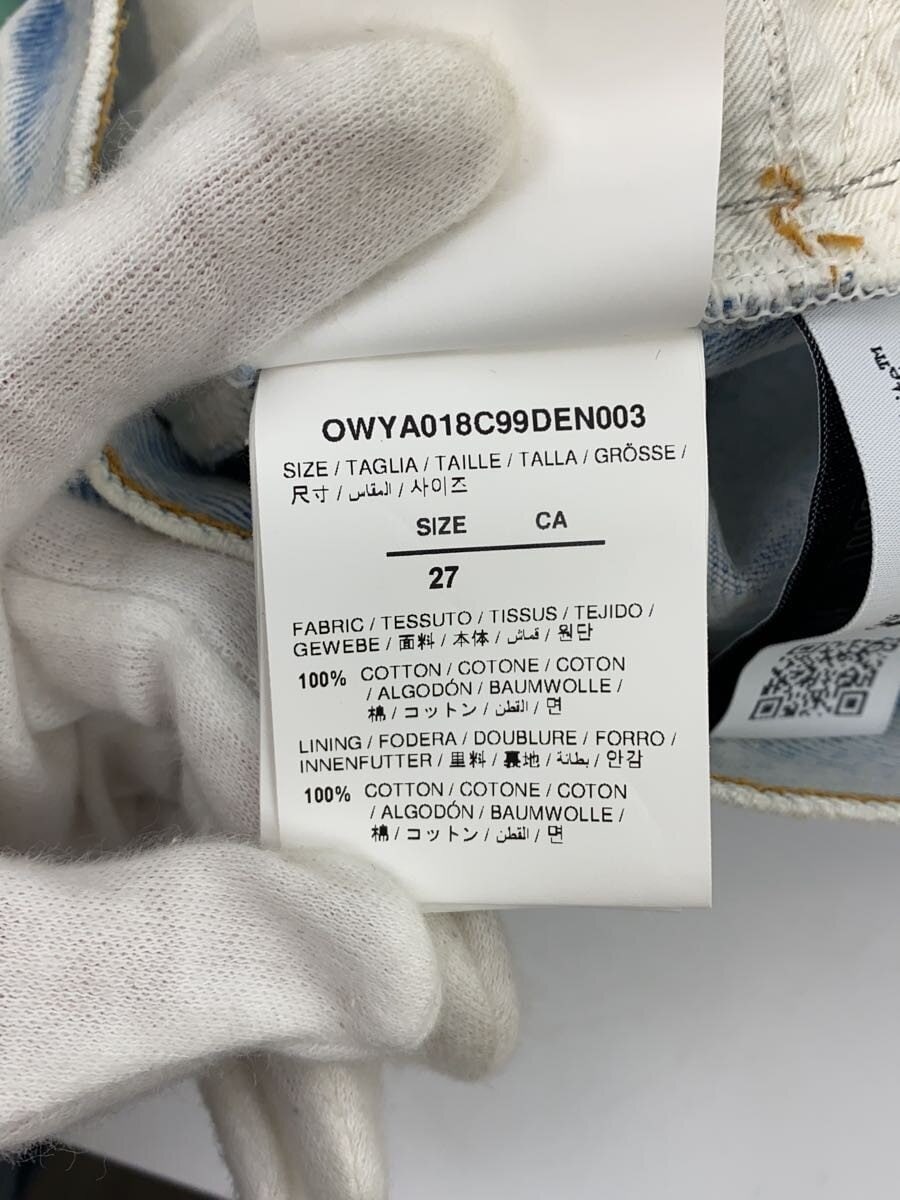 OWYA018C99DEN003
SIZE / TAGLIA / TAILLE / TALLA / GRÖSSE /
尺寸 / المقاس / 사이즈
SIZE CA
27
FABRIC / TESSUTO / TISSUS / TEJIDO /
GEWEBE / 面料 / 本体 / قماش / 원단
100% COTTON / COTONE / COTON
/ ALGODÓN / BAUMWOLLE /
棉 / コットン / القطن / 면
LINING / FODERA / DOUBLURE / FORRO /
INNENFUTTER / 里料 / 裏地 / بطانة / 안감
100% COTTON / COTONE / COTON
/ ALGODÓN / BAUMWOLLE /
棉 / コットン / القطن / 면